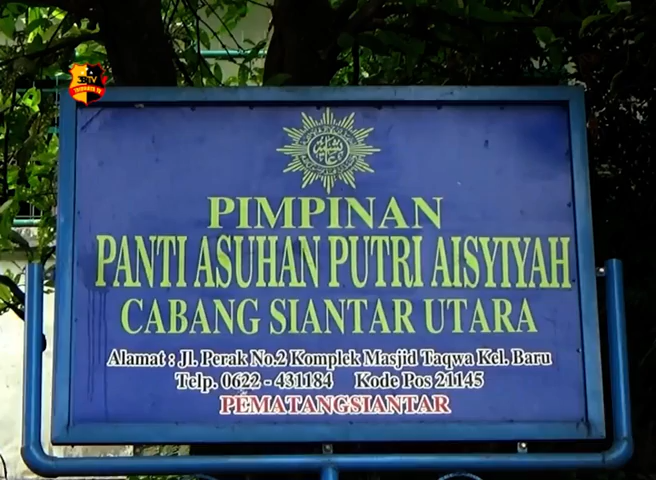 PIMPINAN
PANTI ASUHAN PUTRI AISYIYAH
CABANG SIANTAR UTARA
Alamat : Jl. Perak No.2 Komplek Masjid Taqwa Kel. Baru
Telp. 0622 - 431184 Kode Pos 21145
PEMATANGSIANTAR